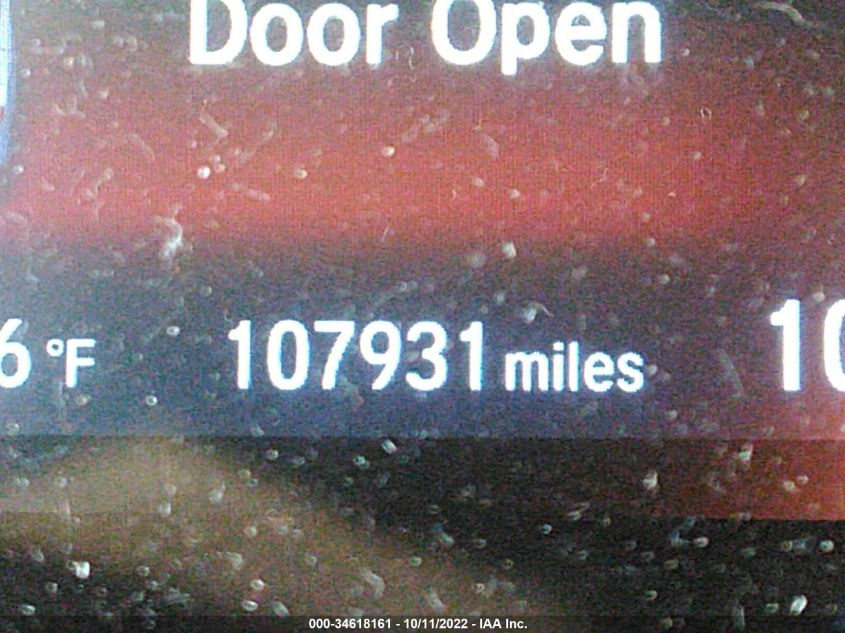 Door Open
6 °F 107931 miles 10
000-34618161 - 10/11/2022 - IAA Inc.